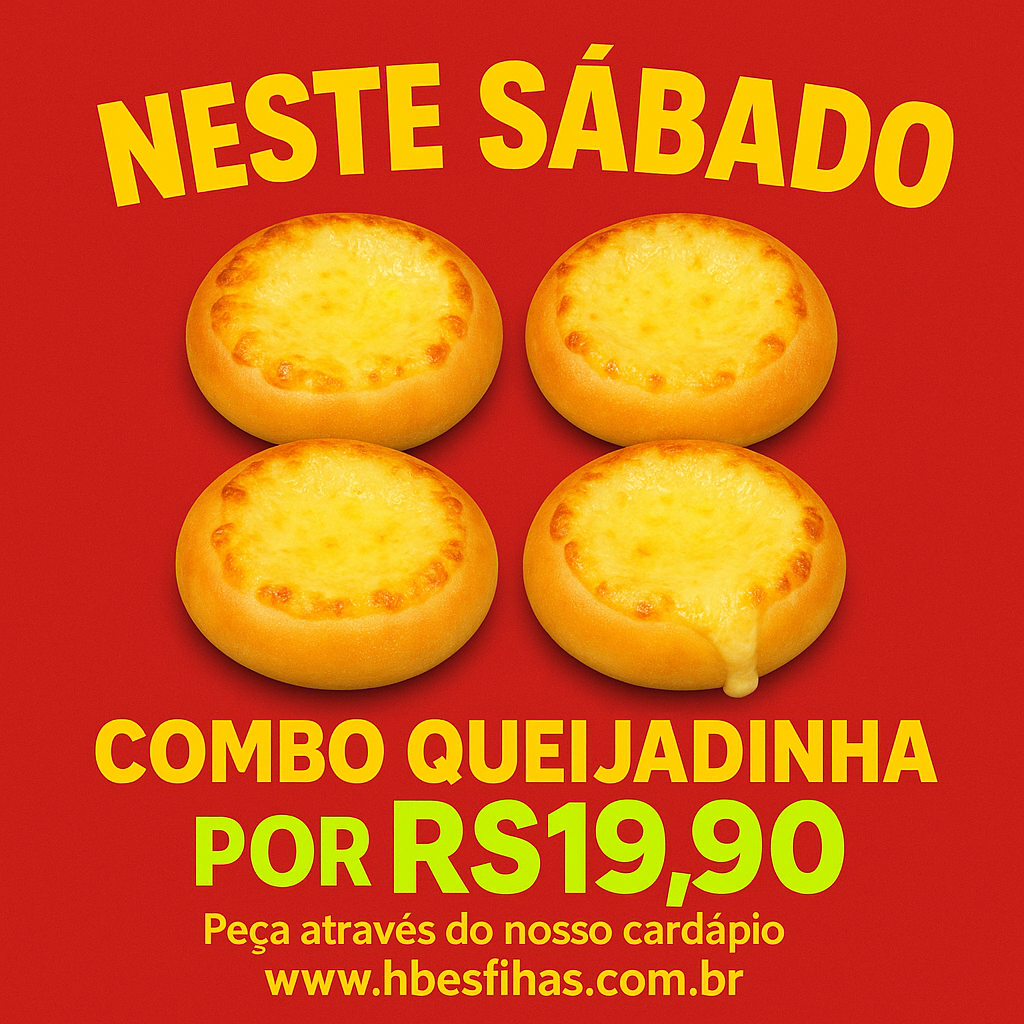 NESTE SÁBADO
COMBO QUEIJADINHA
POR RS19,90
Peça através do nosso cardápio
www.hbesfihas.com.br